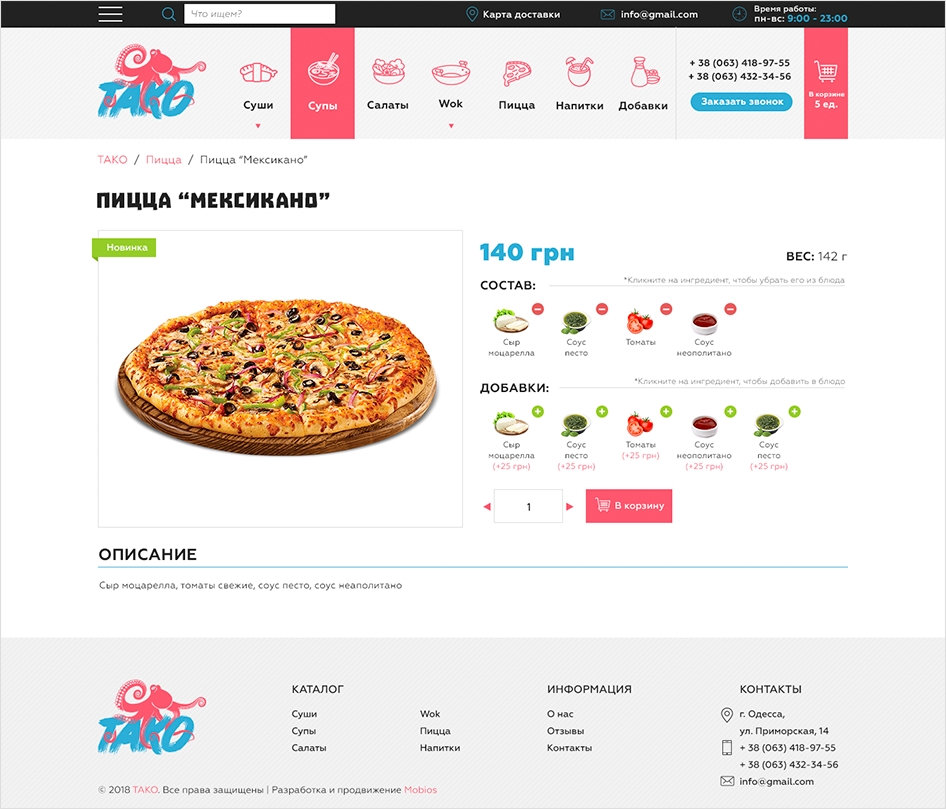 Что ищем?
Карта доставки
info@gmail.com
Время работы:
пн-вс: 9:00 - 23:00
ТАКО
Суши
Супы
Салаты
Wok
Пицца
Напитки
Добавки
+ 38 (063) 418-97-55
+ 38 (063) 432-34-56
Заказать звонок
В корзине
5 ед.
ТАКО / Пицца / Пицца “Мексикано”
ПИЦЦА “МЕКСИКАНО”
Новинка
140 грн
ВЕС: 142 г
*Кликните на ингредиент, чтобы убрать его из блюда
СОСТАВ:
Сыр
моцарелла
Соус
песто
Томаты
Соус
неополитано
*Кликните на ингредиент, чтобы добавить в блюдо
ДОБАВКИ:
Сыр
моцарелла
(+25 грн)
Соус
песто
(+25 грн)
Томаты
(+25 грн)
Соус
неополитано
(+25 грн)
Соус
песто
(+25 грн)
1
В корзину
ОПИСАНИЕ
Сыр моцарелла, томаты свежие, соус песто, соус неаполитано
ТАКО
КАТАЛОГ
Суши
Супы
Салаты
Wok
Пицца
Напитки
ИНФОРМАЦИЯ
О нас
Отзывы
Контакты
КОНТАКТЫ
г. Одесса,
ул. Приморская, 14
+ 38 (063) 418-97-55
+ 38 (063) 432-34-56
info@gmail.com
© 2018 ТАКО. Все права защищены | Разработка и продвижение Mobios